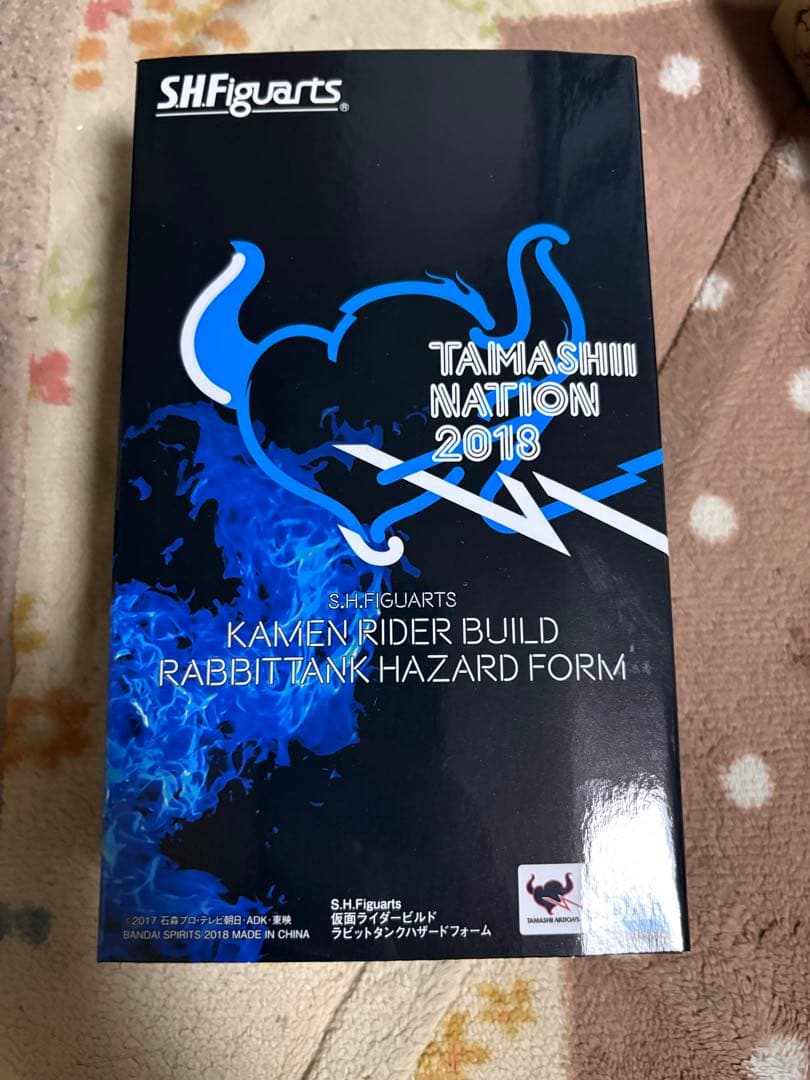 S.H.Figuarts®
TAMASHII
NATION
2018
S.H.FIGUARTS
KAMEN RIDER BUILD
RABBITTANK HAZARD FORM
©2017 石森プロ・テレビ朝日・ADK・東映
BANDAI SPIRITS 2018 MADE IN CHINA
S.H.Figuarts
仮面ライダービルド
ラビットタンクハザードフォーム
TAMASHII NATIONS